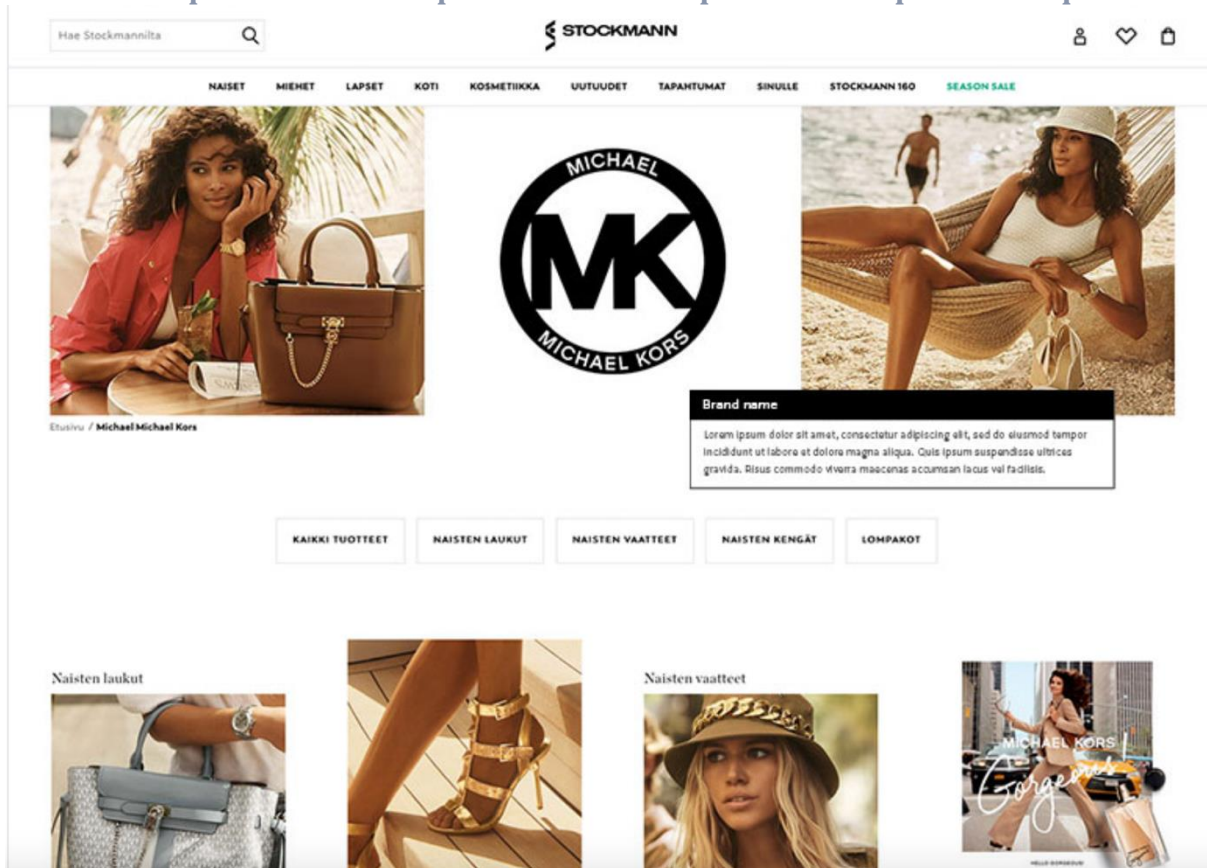 Hae Stockmannilta
STOCKMANN
NAISET MIEHET LAPSET KOTI KOSMETIIKKA UUTUUDET TAPAHTUMAT SINULLE STOCKMANN 160 SEASON SALE
MICHAEL
MK
MICHAEL KORS
Etusivu / Michael Michael Kors
Brand name
Lorem ipsum dolor sit amet, consectetur adipiscing elit, sed do eiusmod tempor
incididunt ut labore et dolore magna aliqua. Quis ipsum suspendisse ultrices
gravida. Risus commodo viverra maecenas accumsan lacus vel facilisis.
KAIKKI TUOTTEET NAISTEN LAUKUT NAISTEN VAATTEET NAISTEN KENGÄT LOMPAKOT
Naisten laukut
Naisten vaatteet
MICHAEL KORS
Gorgeous!
HELLO GORGEOUS!